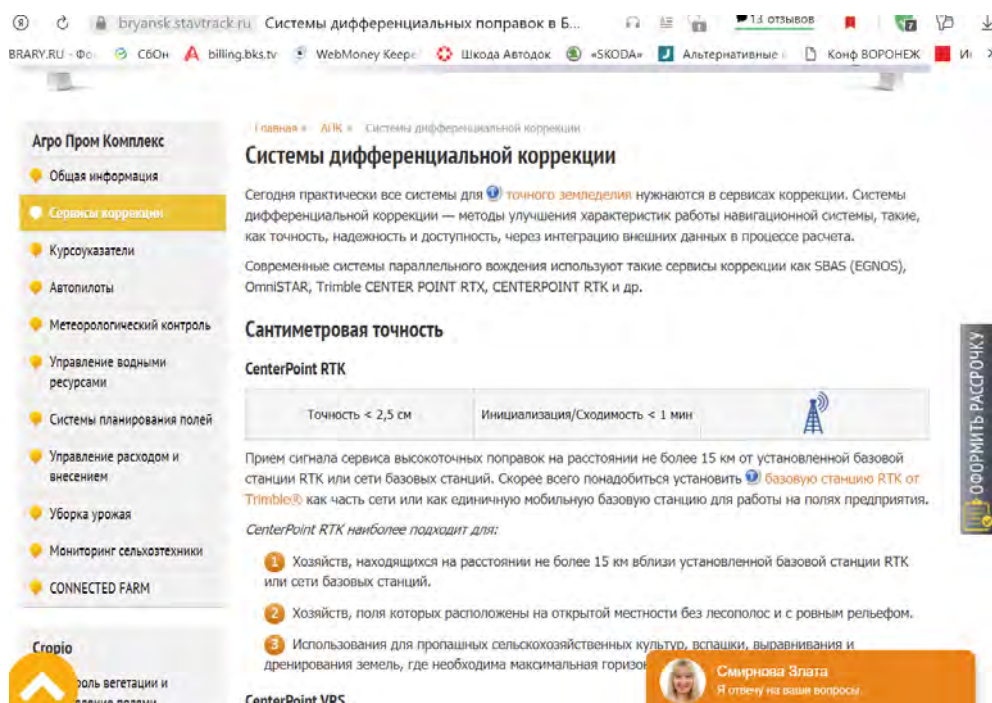 bryansk.stavtrack.ru Системы дифференциальных поправок в Б... 13 отзывов 7
BRARY.RU - Фо СбОн billing.bks.tv WebMoney Keepe Шкода Автодок «SKODA» Альтернативные Конф ВОРОНЕЖ
Агро Пром Комплекс
Общая информация
Сервисы коррекции
Курсоуказатели
Автопилоты
Метеорологический контроль
Управление водными
ресурсами
Системы планирования полей
Управление расходом и
внесением
Уборка урожая
Мониторинг сельхозтехники
CONNECTED FARM
Cropio
роль вегетации и
Главная » АПК » Системы дифференциальной коррекции
Системы дифференциальной коррекции
Сегодня практически все системы для точного земледелия нуждаются в сервисах коррекции. Системы
дифференциальной коррекции — методы улучшения характеристик работы навигационной системы, такие,
как точность, надежность и доступность, через интеграцию внешних данных в процессе расчета.
Современные системы параллельного вождения используют такие сервисы коррекции как SBAS (EGNOS),
OmniSTAR, Trimble CENTER POINT RTX, CENTERPOINT RTK и др.
Сантиметровая точность
CenterPoint RTK
Точность < 2,5 см Инициализация/Сходимость < 1 мин
Прием сигнала сервиса высокоточных поправок на расстоянии не более 15 км от установленной базовой
станции RTK или сети базовых станций. Скорее всего понадобиться установить базовую станцию RTK от
Trimble® как часть сети или как единичную мобильную базовую станцию для работы на полях предприятия.
CenterPoint RTK наиболее подходит для:
1 Хозяйств, находящихся на расстоянии не более 15 км вблизи установленной базовой станции RTK
или сети базовых станций.
2 Хозяйств, поля которых расположены на открытой местности без лесополос и с ровным рельефом.
3 Использования для пропашных сельскохозяйственных культур, вспашки, выравнивания и
дренирования земель, где необходима максимальная горизо
CenterPoint VRS
ОФОРМИТЬ РАССРОЧКУ
Смирнова Злата
Я отвечу на ваши вопросы